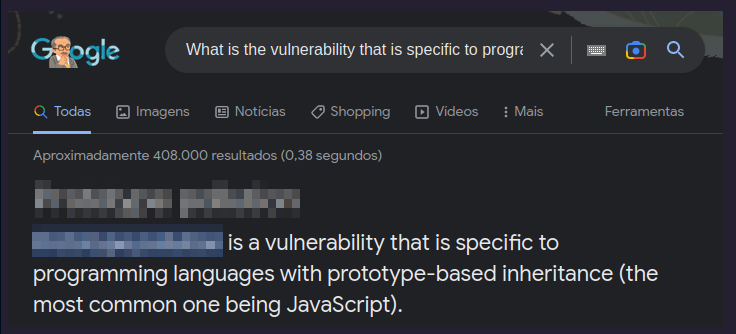 Google
What is the vulnerability that is specific to progra
Todas Imagens Notícias Shopping Vídeos Mais Ferramentas
Aproximadamente 408.000 resultados (0,38 segundos)
is a vulnerability that is specific to
programming languages with prototype-based inheritance (the
most common one being JavaScript).